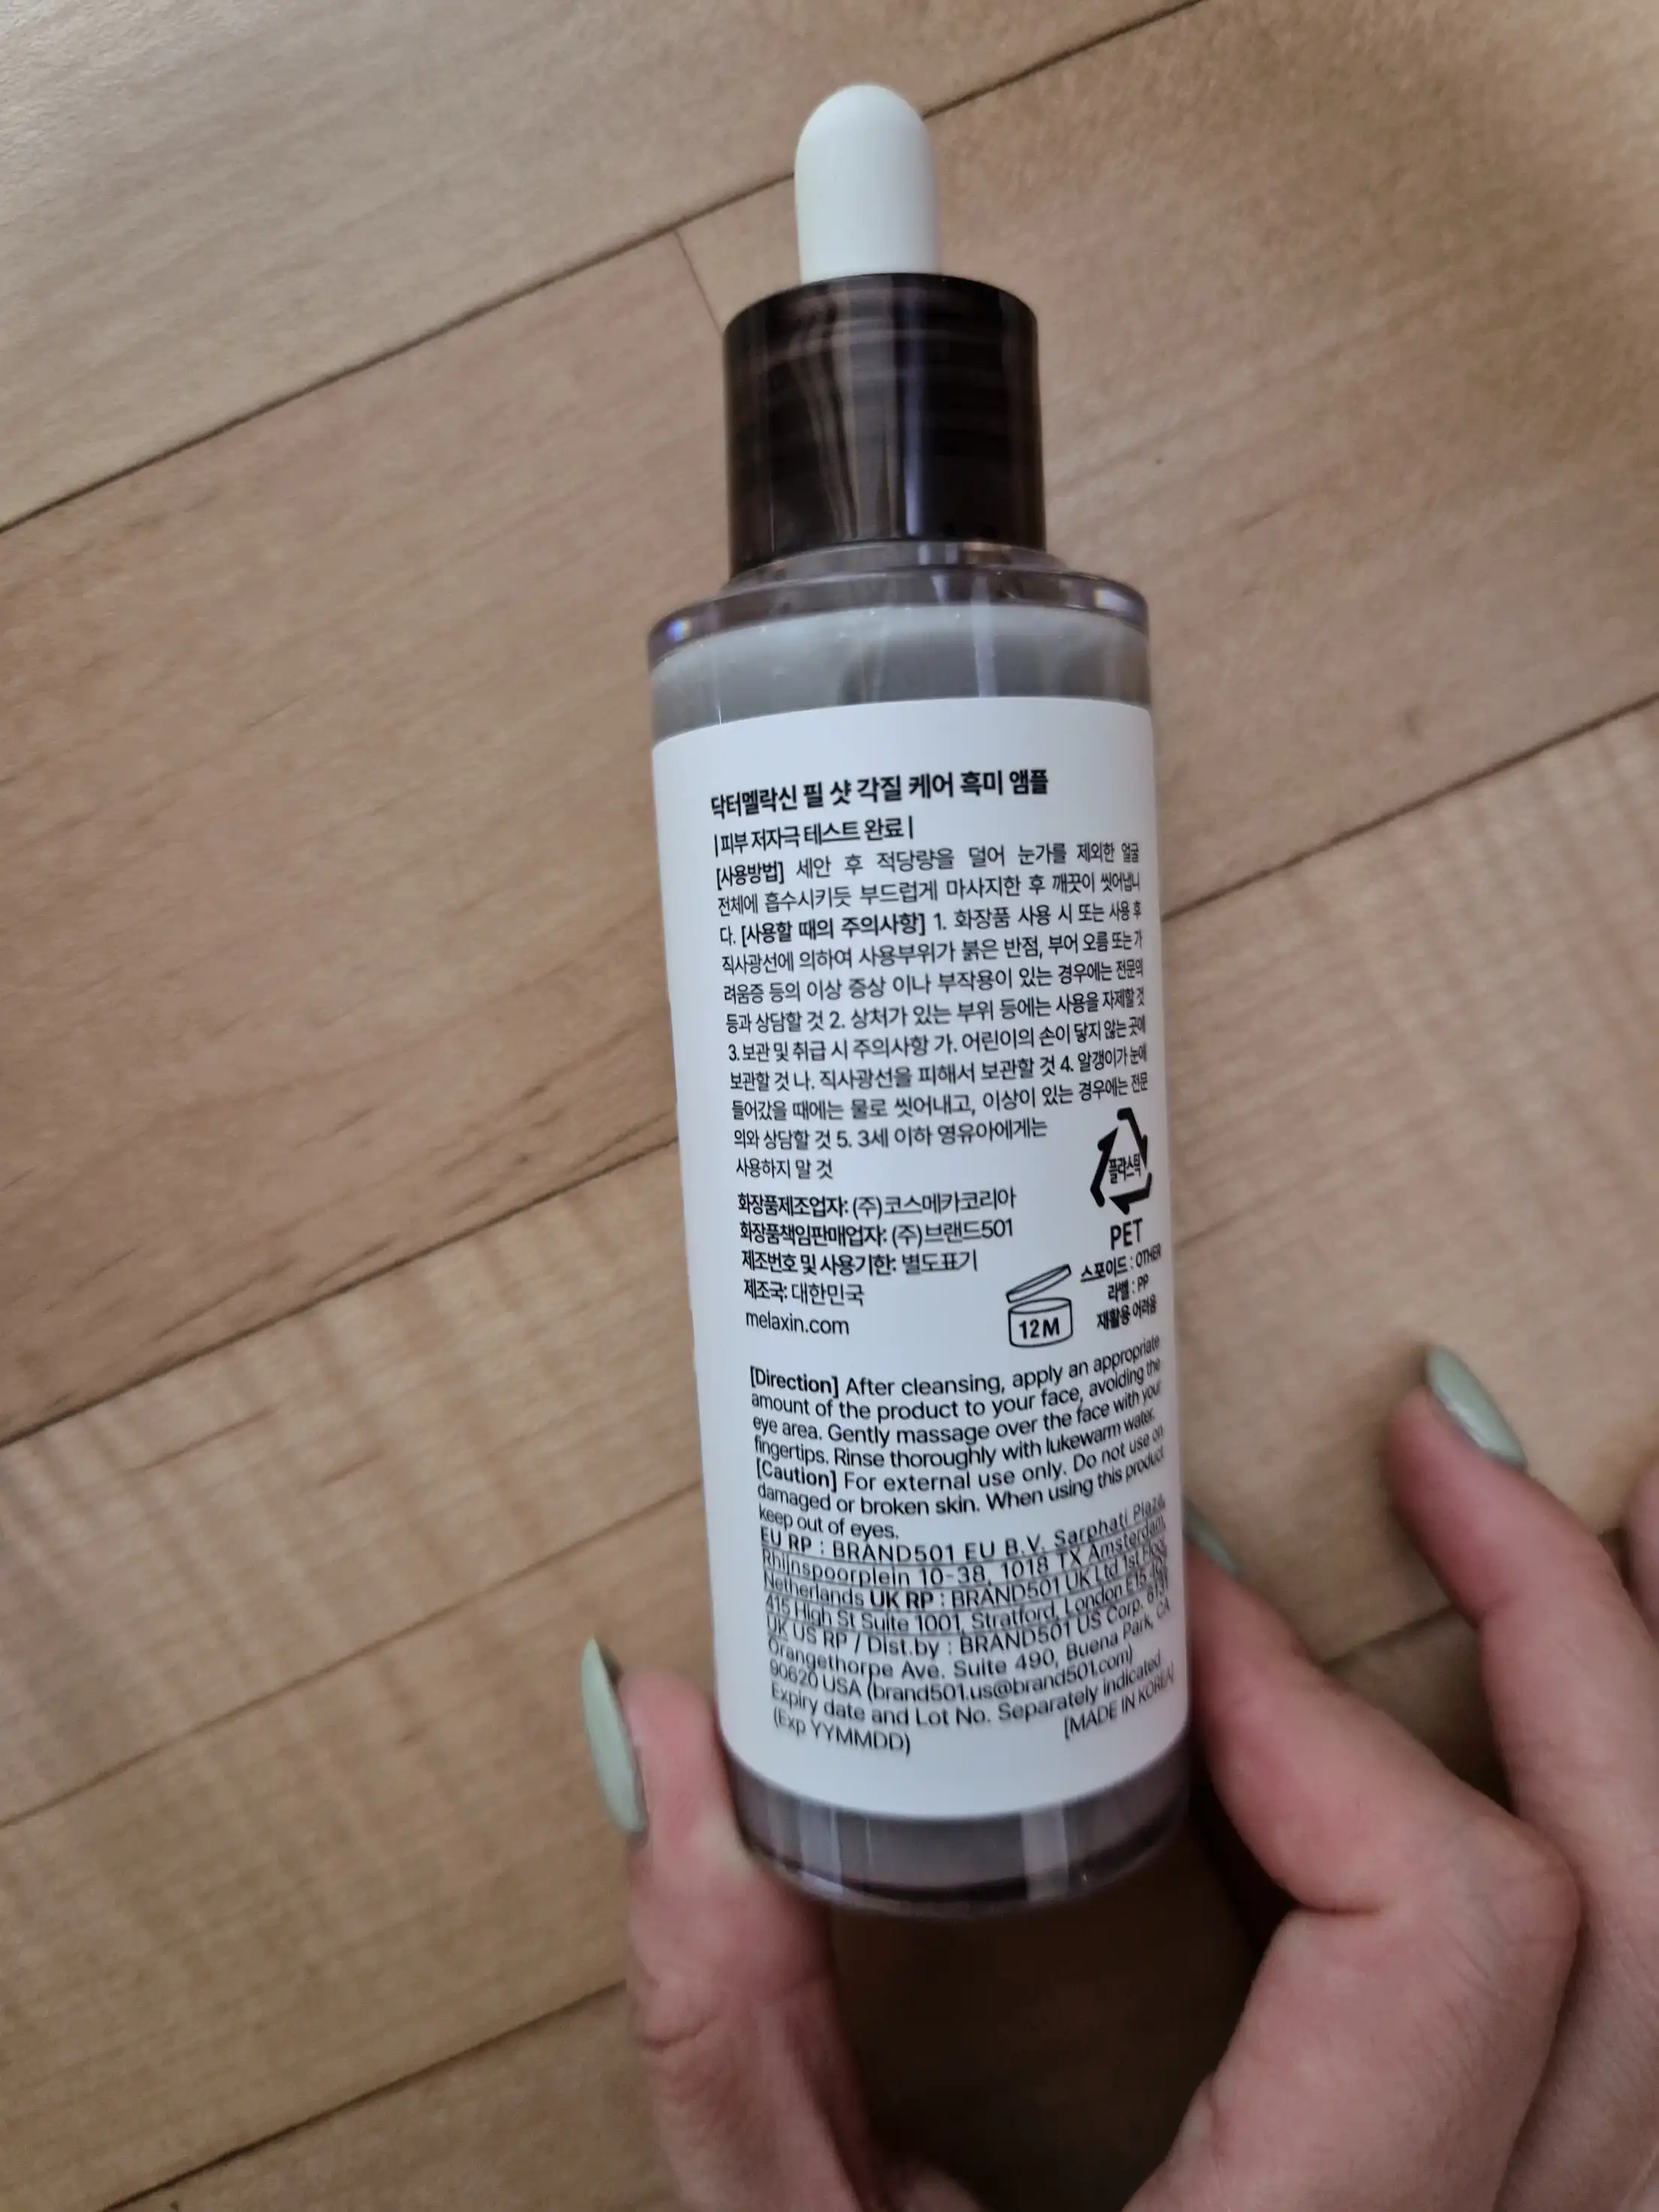 닥터멜락신 필 샷 각질 케어 흑미 앰플
|피부 저자극 테스트 완료|
[사용방법] 세안 후 적당량을 덜어 눈가를 제외한 얼굴
전체에 흡수시키듯 부드럽게 마사지한 후 깨끗이 씻어냅니
다. [사용할 때의 주의사항] 1. 화장품 사용 시 또는 사용 후
직사광선에 의하여 사용부위가 붉은 반점, 부어 오름 또는 가
려움증 등의 이상 증상 이나 부작용이 있는 경우에는 전문의
등과 상담할 것 2. 상처가 있는 부위 등에는 사용을 자제할 것
3. 보관 및 취급 시 주의사항 가. 어린이의 손이 닿지 않는 곳에
보관할 것 나. 직사광선을 피해서 보관할 것 4. 알갱이가 눈에
들어갔을 때에는 물로 씻어내고, 이상이 있는 경우에는 전문
의와 상담할 것 5. 3세 이하 영유아에게는
사용하지 말 것
화장품제조업자: (주)코스메카코리아
화장품책임판매업자: (주)브랜드501
제조번호 및 사용기한: 별도표기
제조국: 대한민국
melaxin.com
플라스틱
PET
스포이드 : OTHER
라벨 : PP
재활용 어려움
12M
[Direction] After cleansing, apply an appropriate
amount of the product to your face, avoiding the
eye area. Gently massage over the face with your
fingertips. Rinse thoroughly with lukewarm water.
[Caution] For external use only. Do not use on
damaged or broken skin. When using this product
keep out of eyes.
EU RP : BRAND501 EU B.V. Sarphati Plaza,
Rhijnspoorplein 10-38, 1018 TX Amsterdam,
Netherlands UK RP : BRAND501 UK Ltd 1st Floor,
415 High St Suite 1001, Stratford, London E15
UK US RP / Dist.by : BRAND501 US Corp. 6131
Orangethorpe Ave. Suite 490, Buena Park, CA
90620 USA (brand501.us@brand501.com)
Expiry date and Lot No. Separately indicated
(Exp YYMMDD) [MADE IN KOREA]